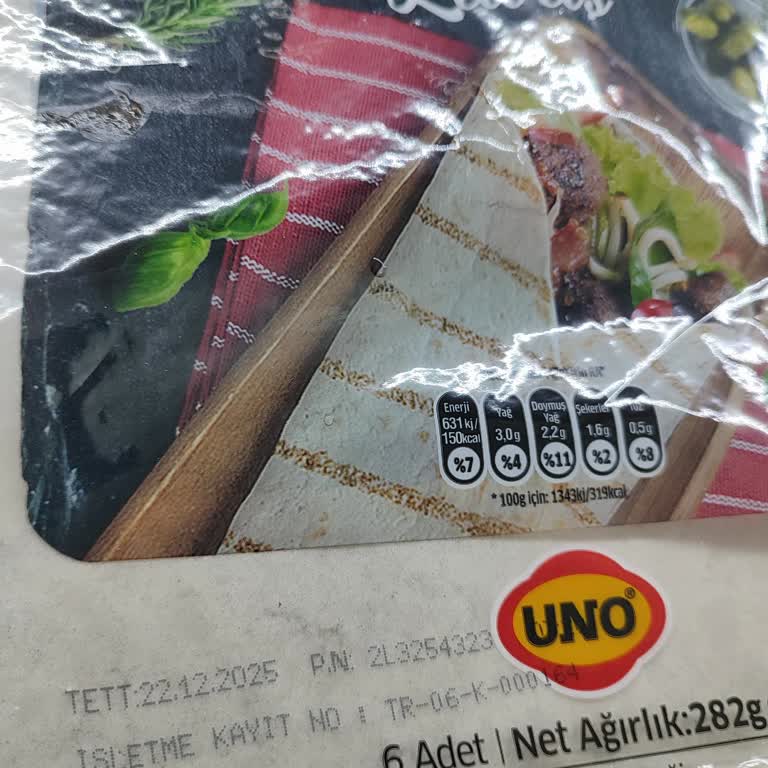 Enerji
631 kj/
150kcal
%7
Yağ
3,0g
%4
Doymuş
Yağ
2,2g
%11
Şekerler
1,6g
%2
Tuz
0,5g
%8
* 100g için: 1343kj/319kcal
UNO®
TETT:22.12.2025 P.N: 2L3254323
İŞLETME KAYIT NO : TR-06-K-000164
6 Adet | Net Ağırlık:282g